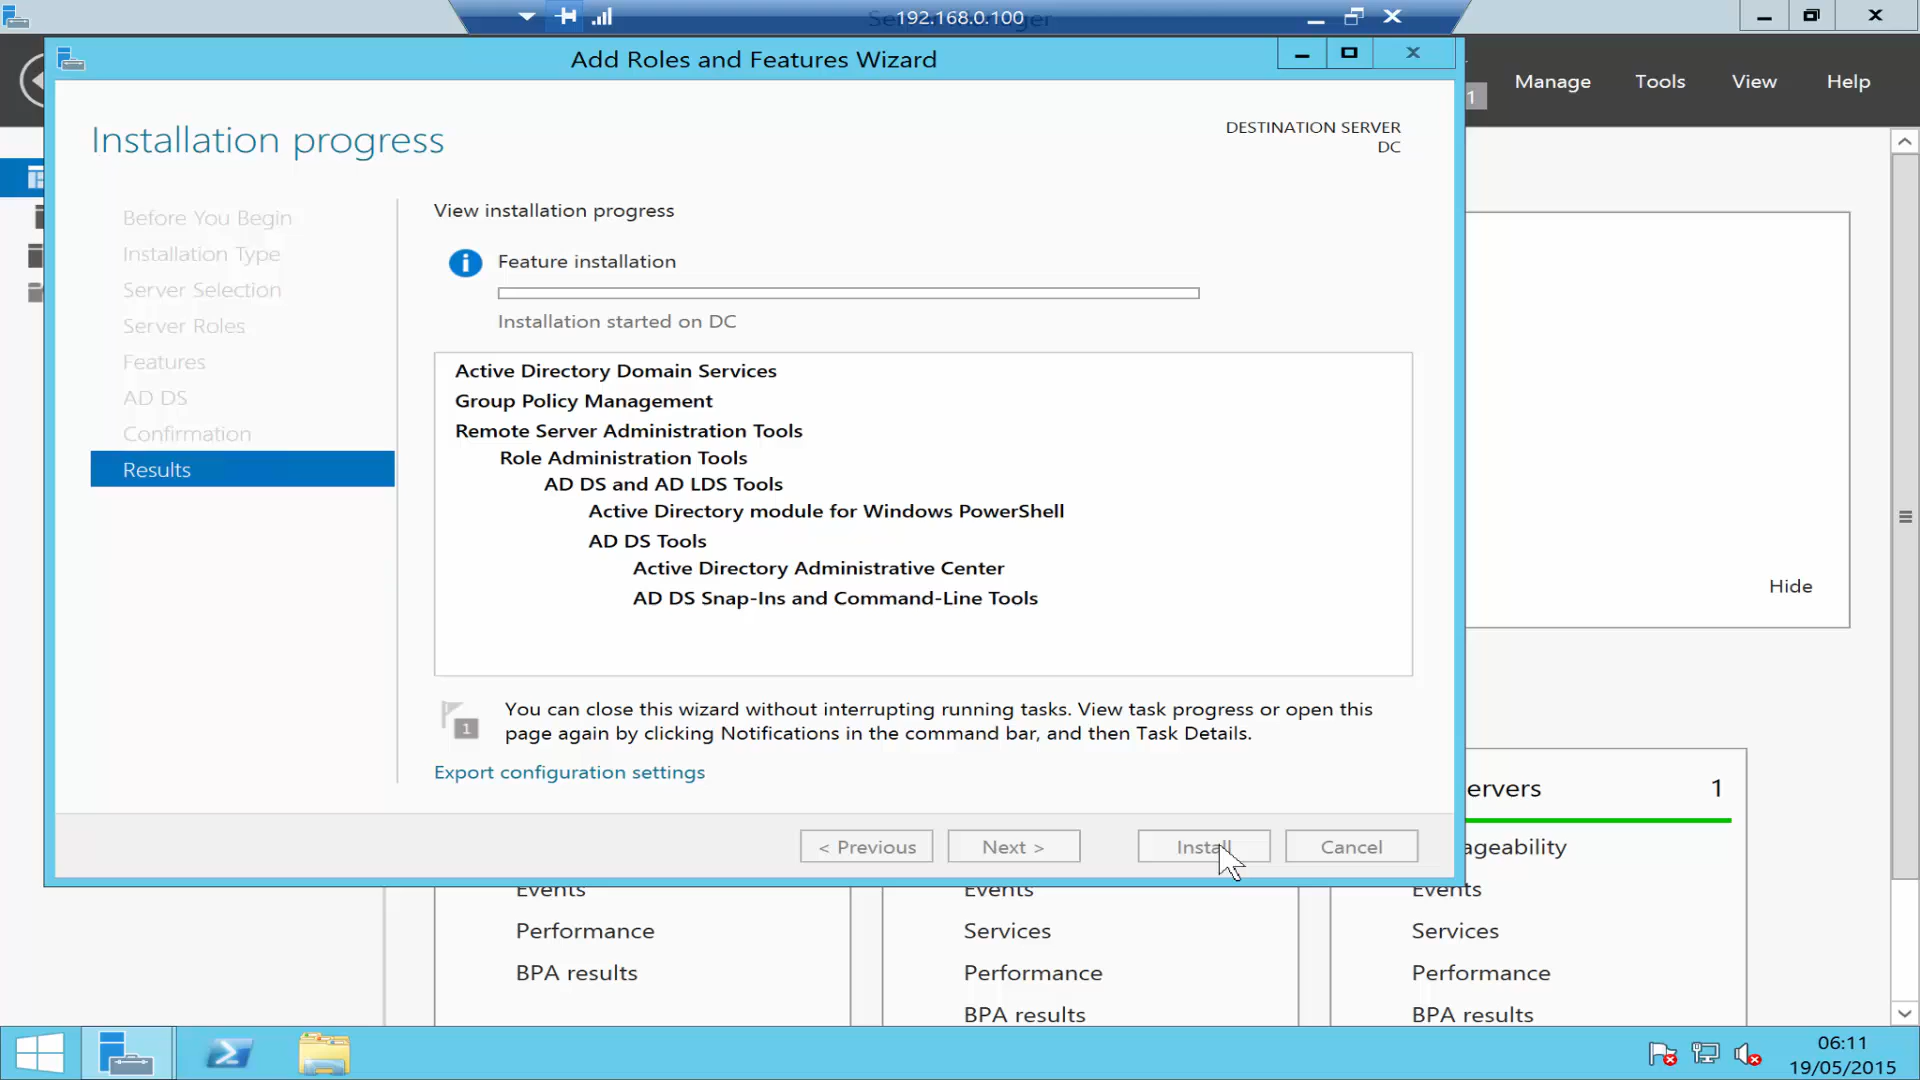 192.168.0.100
Add Roles and Features Wizard
1
Manage
Tools
View
Help
Installation progress
DESTINATION SERVER
DC
Before You Begin
Installation Type
Server Selection
Server Roles
Features
AD DS
Confirmation
Results
View installation progress
Feature installation
Installation started on DC
Active Directory Domain Services
Group Policy Management
Remote Server Administration Tools
Role Administration Tools
AD DS and AD LDS Tools
Active Directory module for Windows PowerShell
AD DS Tools
Active Directory Administrative Center
AD DS Snap-Ins and Command-Line Tools
1
You can close this wizard without interrupting running tasks. View task progress or open this
page again by clicking Notifications in the command bar, and then Task Details.
Export configuration settings
< Previous
Next >
Install
Cancel
Hide
ervers 1
ageability
Events
Events
Events
Performance
Services
Services
BPA results
Performance
Performance
BPA results
BPA results
06:11
19/05/2015